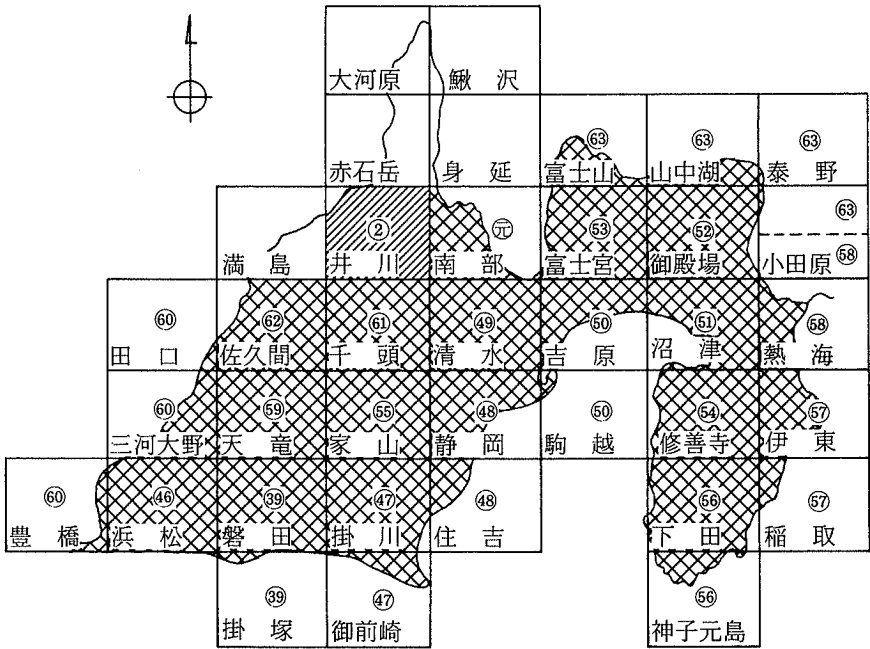 大河原 鰍沢
㊿+13 ㊿+13 ㊿+13
赤石岳 身延 富士山 山中湖 泰野
② 元 53 52 63
満島 井川 南部 富士宮 御殿場 小田原 58
60 62 61 49 50 51 58
田口 佐久間 千頭 清水 吉原 沼津 熱海
60 59 55 48 50 54 57
三河大野 天竜 家山 静岡 駒越 修善寺 伊東
60 46 39 47 48 56 57
豊橋 浜松 磐田 掛川 住吉 下田 稲取
39 47 56
掛塚 御前崎 神子元島